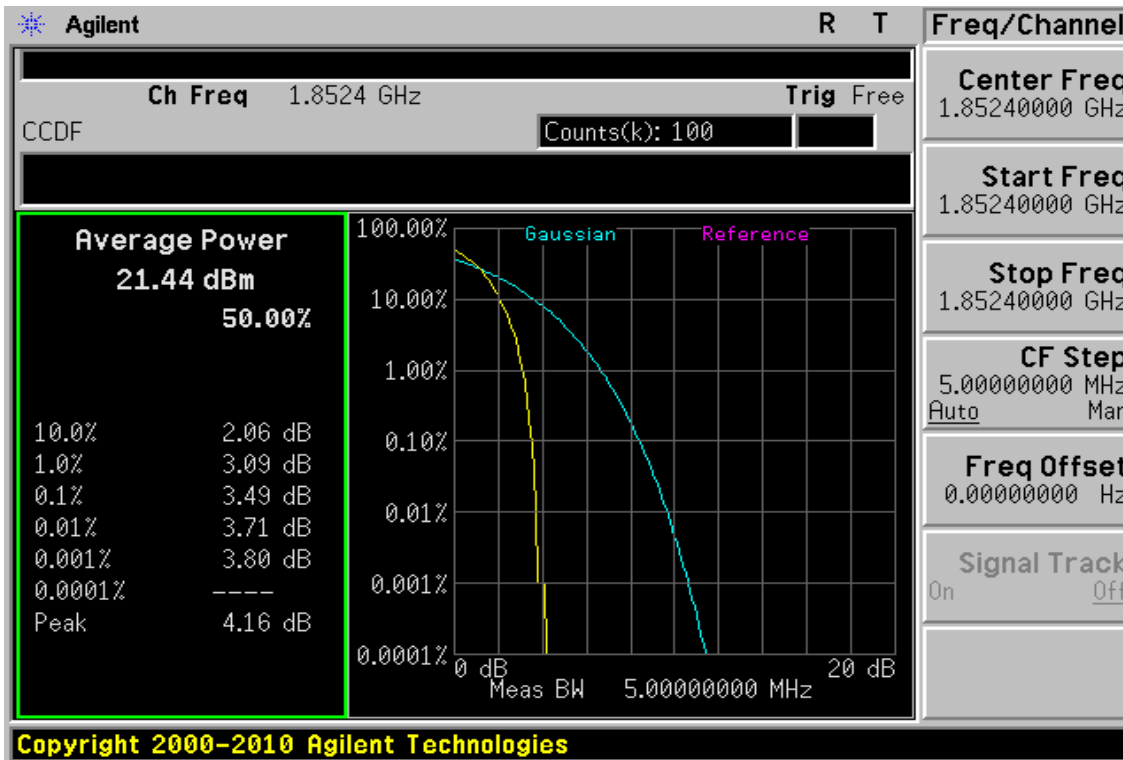 Agilent R T Freq/Channel
Ch Freq 1.8524 GHz Trig Free
CCDF Counts(k): 100
Center Freq
1.85240000 GHz
Start Freq
1.85240000 GHz
Stop Freq
1.85240000 GHz
CF Step
5.00000000 MHz
Auto Man
Freq Offset
0.00000000 Hz
Signal Track
On Off
Average Power
21.44 dBm
50.00%
10.0% 2.06 dB
1.0% 3.09 dB
0.1% 3.49 dB
0.01% 3.71 dB
0.001% 3.80 dB
0.0001% ----
Peak 4.16 dB
Gaussian Reference
100.00%
10.00%
1.00%
0.10%
0.01%
0.001%
0.0001%
0 dB 20 dB
Meas BW 5.00000000 MHz
Copyright 2000-2010 Agilent Technologies